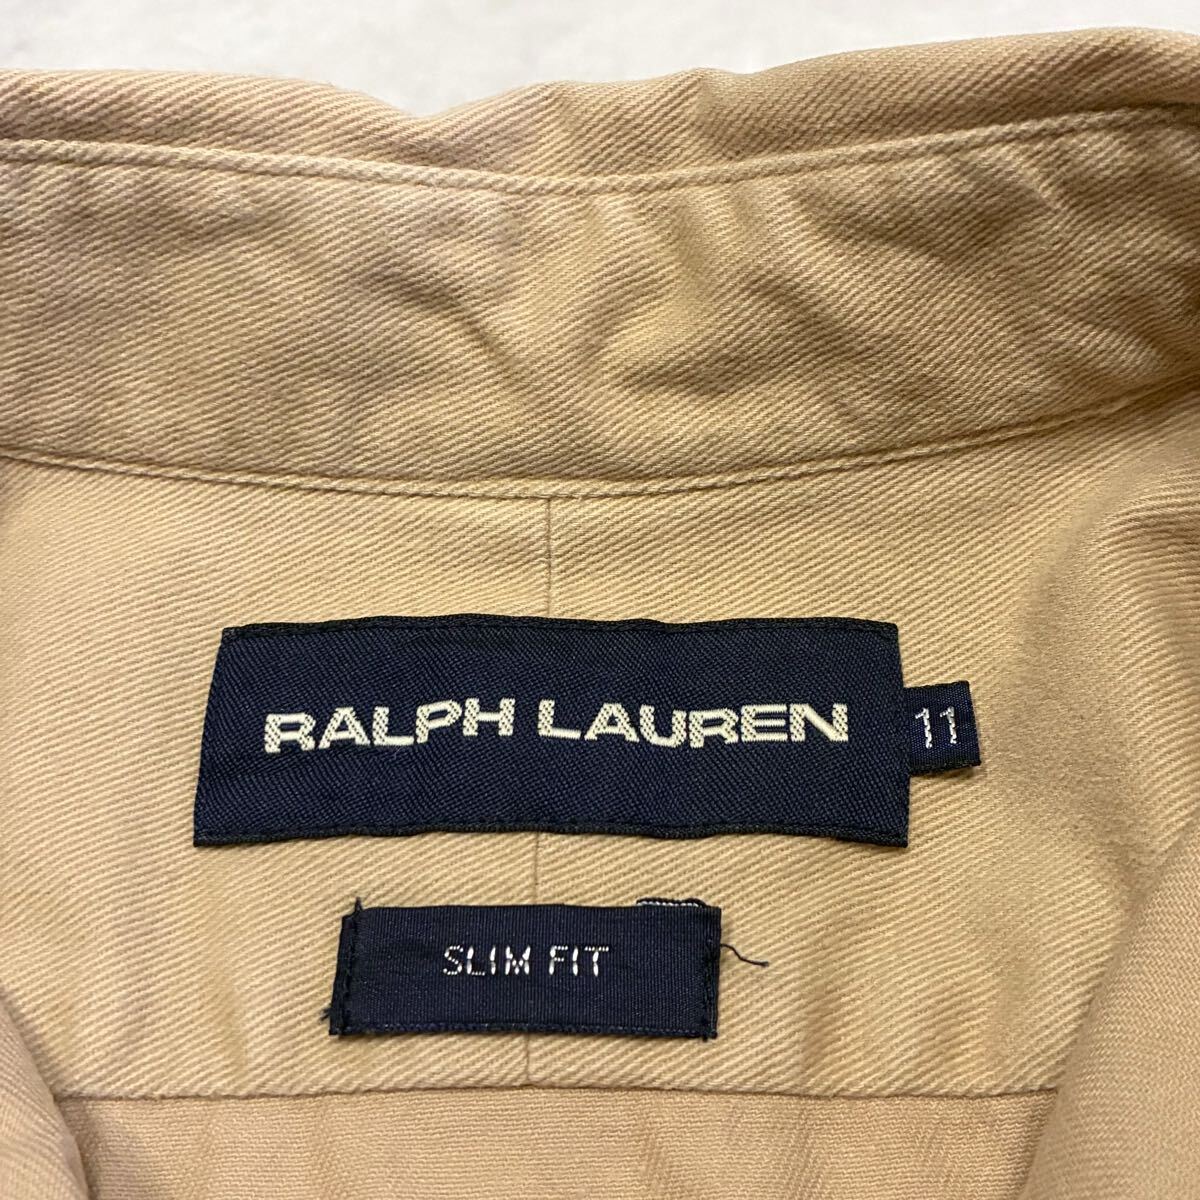 RALPH LAUREN
11
SLIM FIT